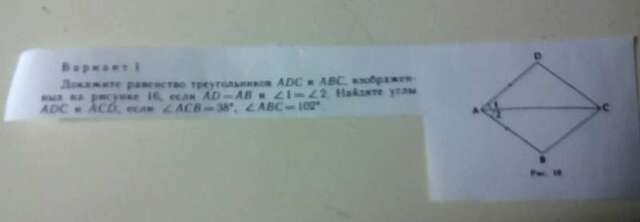 Вариант 1
Докажите равенство треугольников ADC и ABC, изображен-
ных на рисунке 16, если AD=AB и ∠1=∠2. Найдите углы
ADC и ACD, если ∠ACB=38°, ∠ABC=102°.
D
A 1 C
2
B
Рис. 16